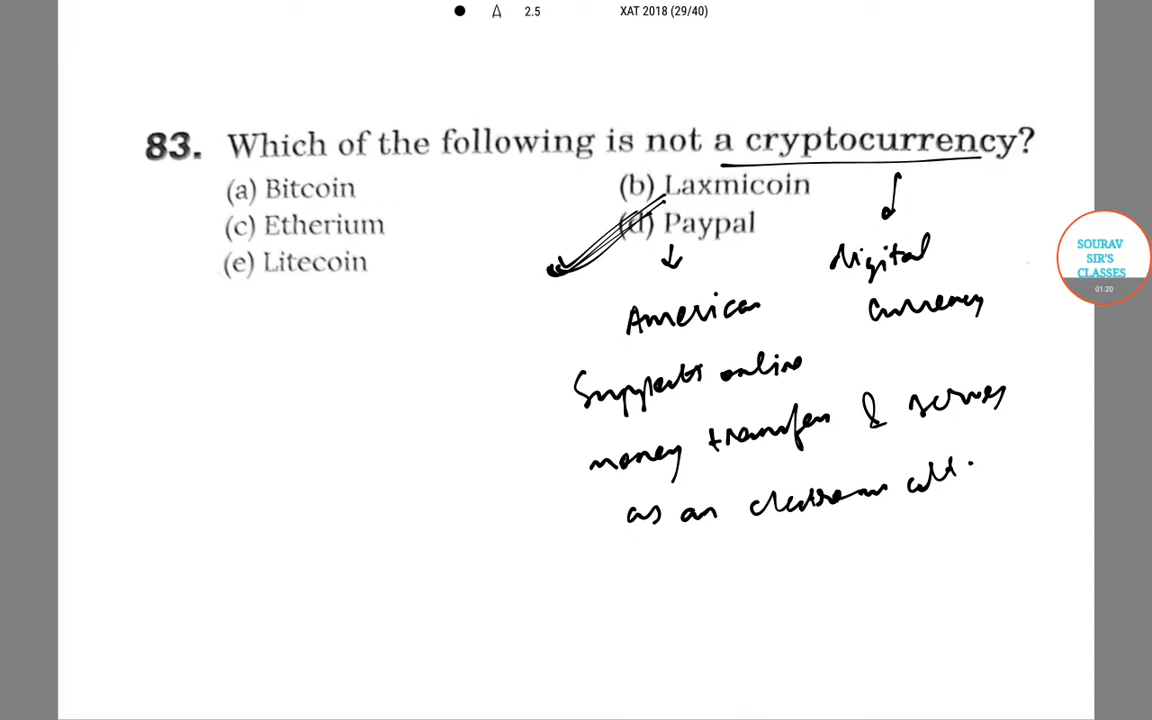 A 2.5 XAT 2018 (29/40)
83. Which of the following is not a cryptocurrency?
(a) Bitcoin (b) Laxmicoin
(c) Etherium (d) Paypal
(e) Litecoin
digital
currency
American
Supports online
money transfers & serves
as an
SOURAV
SIR'S
CLASSES
01:20